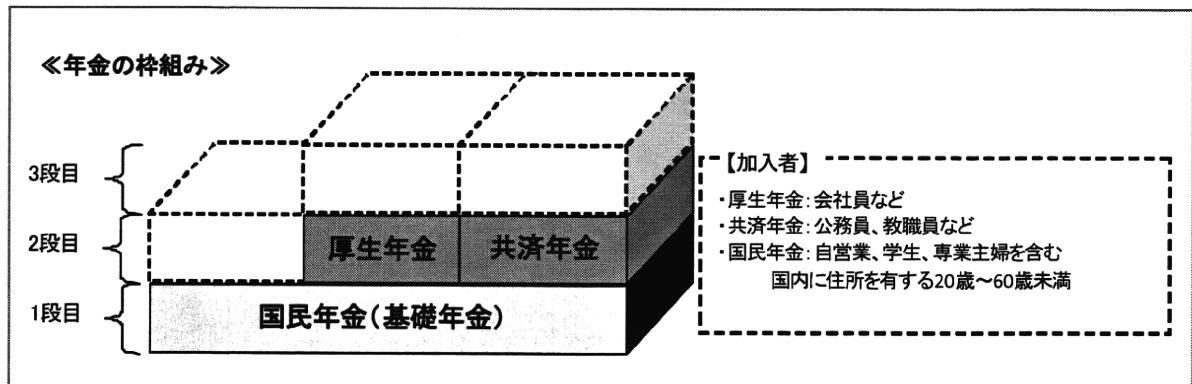 ≪年金の枠組み≫
3段目
2段目
1段目
厚生年金
共済年金
国民年金(基礎年金)
【加入者】
・厚生年金:会社員など
・共済年金:公務員、教職員など
・国民年金:自営業、学生、専業主婦を含む
国内に住所を有する20歳~60歳未満